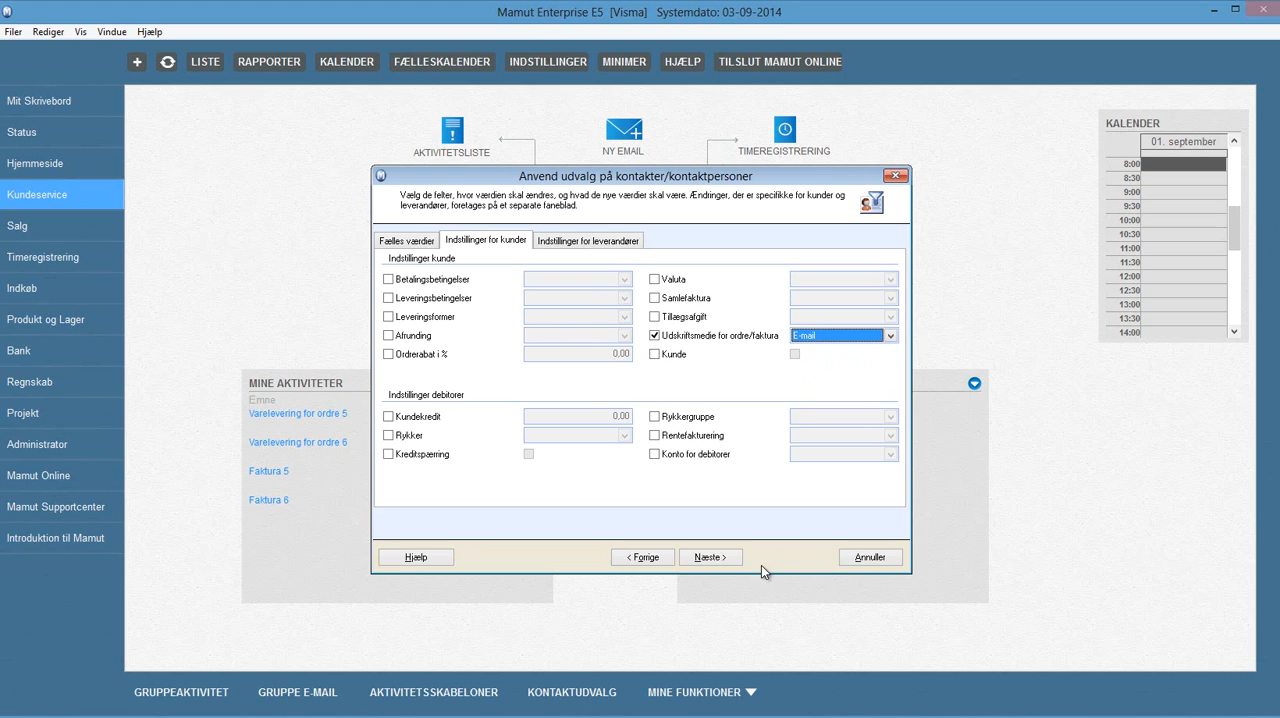 Mamut Enterprise E5 [Visma] Systemdato: 03-09-2014
Filer Rediger Vis Vindue Hjælp
+ LISTE RAPPORTER KALENDER FÆLLESKALENDER INDSTILLINGER MINIMER HJÆLP TILSLUT MAMUT ONLINE
Mit Skrivebord
Status
Hjemmeside
Kundeservice
Salg
Timeregistrering
Indkøb
Produkt og Lager
Bank
Regnskab
Projekt
Administrator
Mamut Online
Mamut Supportcenter
Introduktion til Mamut
AKTIVITETSLISTE NY EMAIL TIMEREGISTRERING
KALENDER
01. september
8:00
8:30
9:00
9:30
10:00
10:30
11:00
11:30
12:00
12:30
13:00
13:30
14:00
Anvend udvalg på kontakter/kontaktpersoner
Vælg de felter, hvor værdien skal ændres, og hvad de nye værdier skal være. Ændringer, der er specifikke for kunder og
leverandører, foretages på et separate faneblad.
Fælles værdier Indstillinger for kunder Indstillinger for leverandører
Indstillinger kunde
Betalingsbetingelser Valuta
Leveringsbetingelser Samlefaktura
Leveringsformer Tillægsafgift
Afrunding Udskriftsmedie for ordre/faktura E-mail
Ordrerabat i % 0,00 Kunde
Indstillinger debitorer
Kundekredit 0,00 Rykkergruppe
Rykker Rentefakturering
Kreditspærring Konto for debitorer
Hjælp < Forrige Næste > Annuller
MINE AKTIVITETER
Emne
Varelevering for ordre 5
Varelevering for ordre 6
Faktura 5
Faktura 6
GRUPPEAKTIVITET GRUPPE E-MAIL AKTIVITETSSKABELONER KONTAKTUDVALG MINE FUNKTIONER